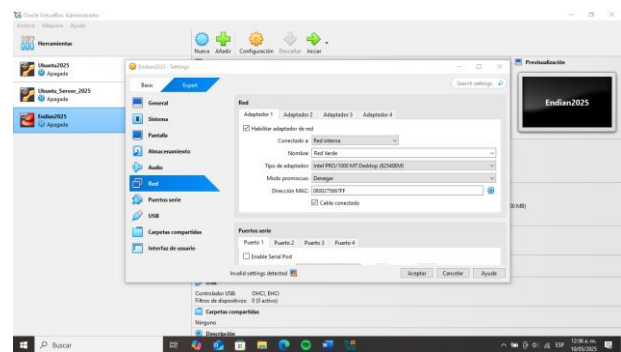 Oracle VirtualBox Administrador
Archivo Máquina Ayuda
Herramientas
Nueva Añadir Configuración Descartar Iniciar
Ubuntu2025
Apagada
Ubuntu_Server_2025
Apagada
Endian2025
Apagada
Previsualización
Endian2025
Endian2025 - Settings
Basic Expert
Search settings
General
Sistema
Pantalla
Almacenamiento
Audio
Red
Puertos serie
USB
Carpetas compartidas
Interfaz de usuario
Red
Adaptador 1 Adaptador 2 Adaptador 3 Adaptador 4
Habilitar adaptador de red
Conectado a: Red interna
Nombre: Red Verde
Tipo de adaptador: Intel PRO/1000 MT Desktop (82540EM)
Modo promiscuo: Denegar
Dirección MAC: 0800275667FF
Cable conectado
Puertos serie
Puerto 1 Puerto 2 Puerto 3 Puerto 4
Enable Serial Port
Invalid settings detected
Aceptar Cancelar Ayuda
USB
Controlador USB: OHCI, EHCI
Filtros de dispositivos: 0 (0 activo)
Carpetas compartidas
Ninguno
Descripción
Buscar
ESP
12:06 a. m.
10/05/2025